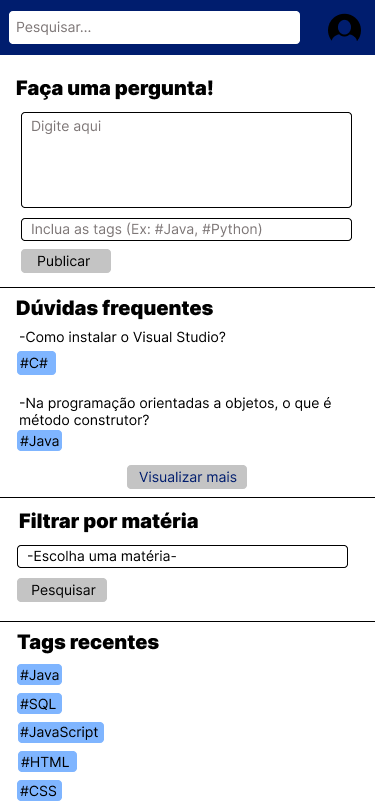 Pesquisar...
Faça uma pergunta!
Digite aqui
Inclua as tags (Ex: #Java, #Python)
Publicar
Dúvidas frequentes
-Como instalar o Visual Studio?
#C#
-Na programação orientadas a objetos, o que é
método construtor?
#Java
Visualizar mais
Filtrar por matéria
-Escolha uma matéria-
Pesquisar
Tags recentes
#Java
#SQL
#JavaScript
#HTML
#CSS